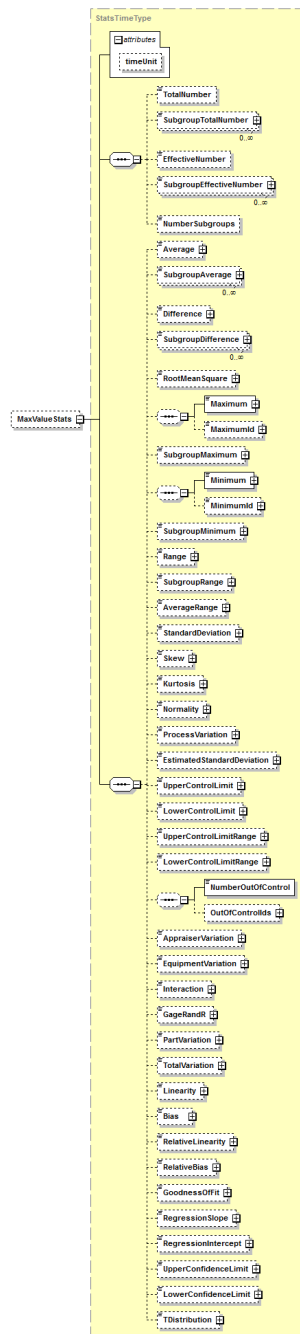 StatsTimeType
attributes
timeUnit
TotalNumber
SubgroupTotalNumber
0..∞
EffectiveNumber
SubgroupEffectiveNumber
0..∞
NumberSubgroups
Average
SubgroupAverage
0..∞
Difference
SubgroupDifference
0..∞
RootMeanSquare
Maximum
MaximumId
MaxValueStats
SubgroupMaximum
Minimum
MinimumId
SubgroupMinimum
Range
SubgroupRange
AverageRange
StandardDeviation
Skew
Kurtosis
Normality
ProcessVariation
EstimatedStandardDeviation
UpperControlLimit
LowerControlLimit
UpperControlLimitRange
LowerControlLimitRange
NumberOutOfControl
OutOfControlIds
AppraiserVariation
EquipmentVariation
Interaction
GageRandR
PartVariation
TotalVariation
Linearity
Bias
RelativeLinearity
RelativeBias
GoodnessOfFit
RegressionSlope
RegressionIntercept
UpperConfidenceLimit
LowerConfidenceLimit
TDistribution